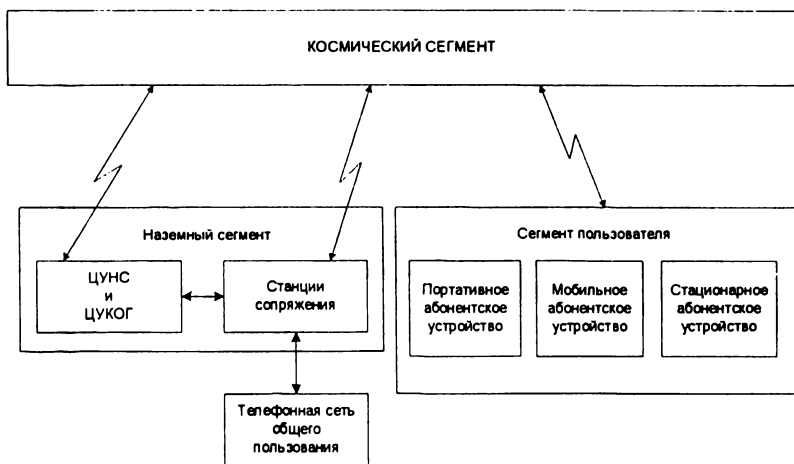 КОСМИЧЕСКИЙ СЕГМЕНТ
Наземный сегмент
ЦУНС
и
ЦУКОГ
Станции
сопряжения
Телефонная сеть
общего
пользования
Сегмент пользователя
Портативное
абонентское
устройство
Мобильное
абонентское
устройство
Стационарное
абонентское
устройство